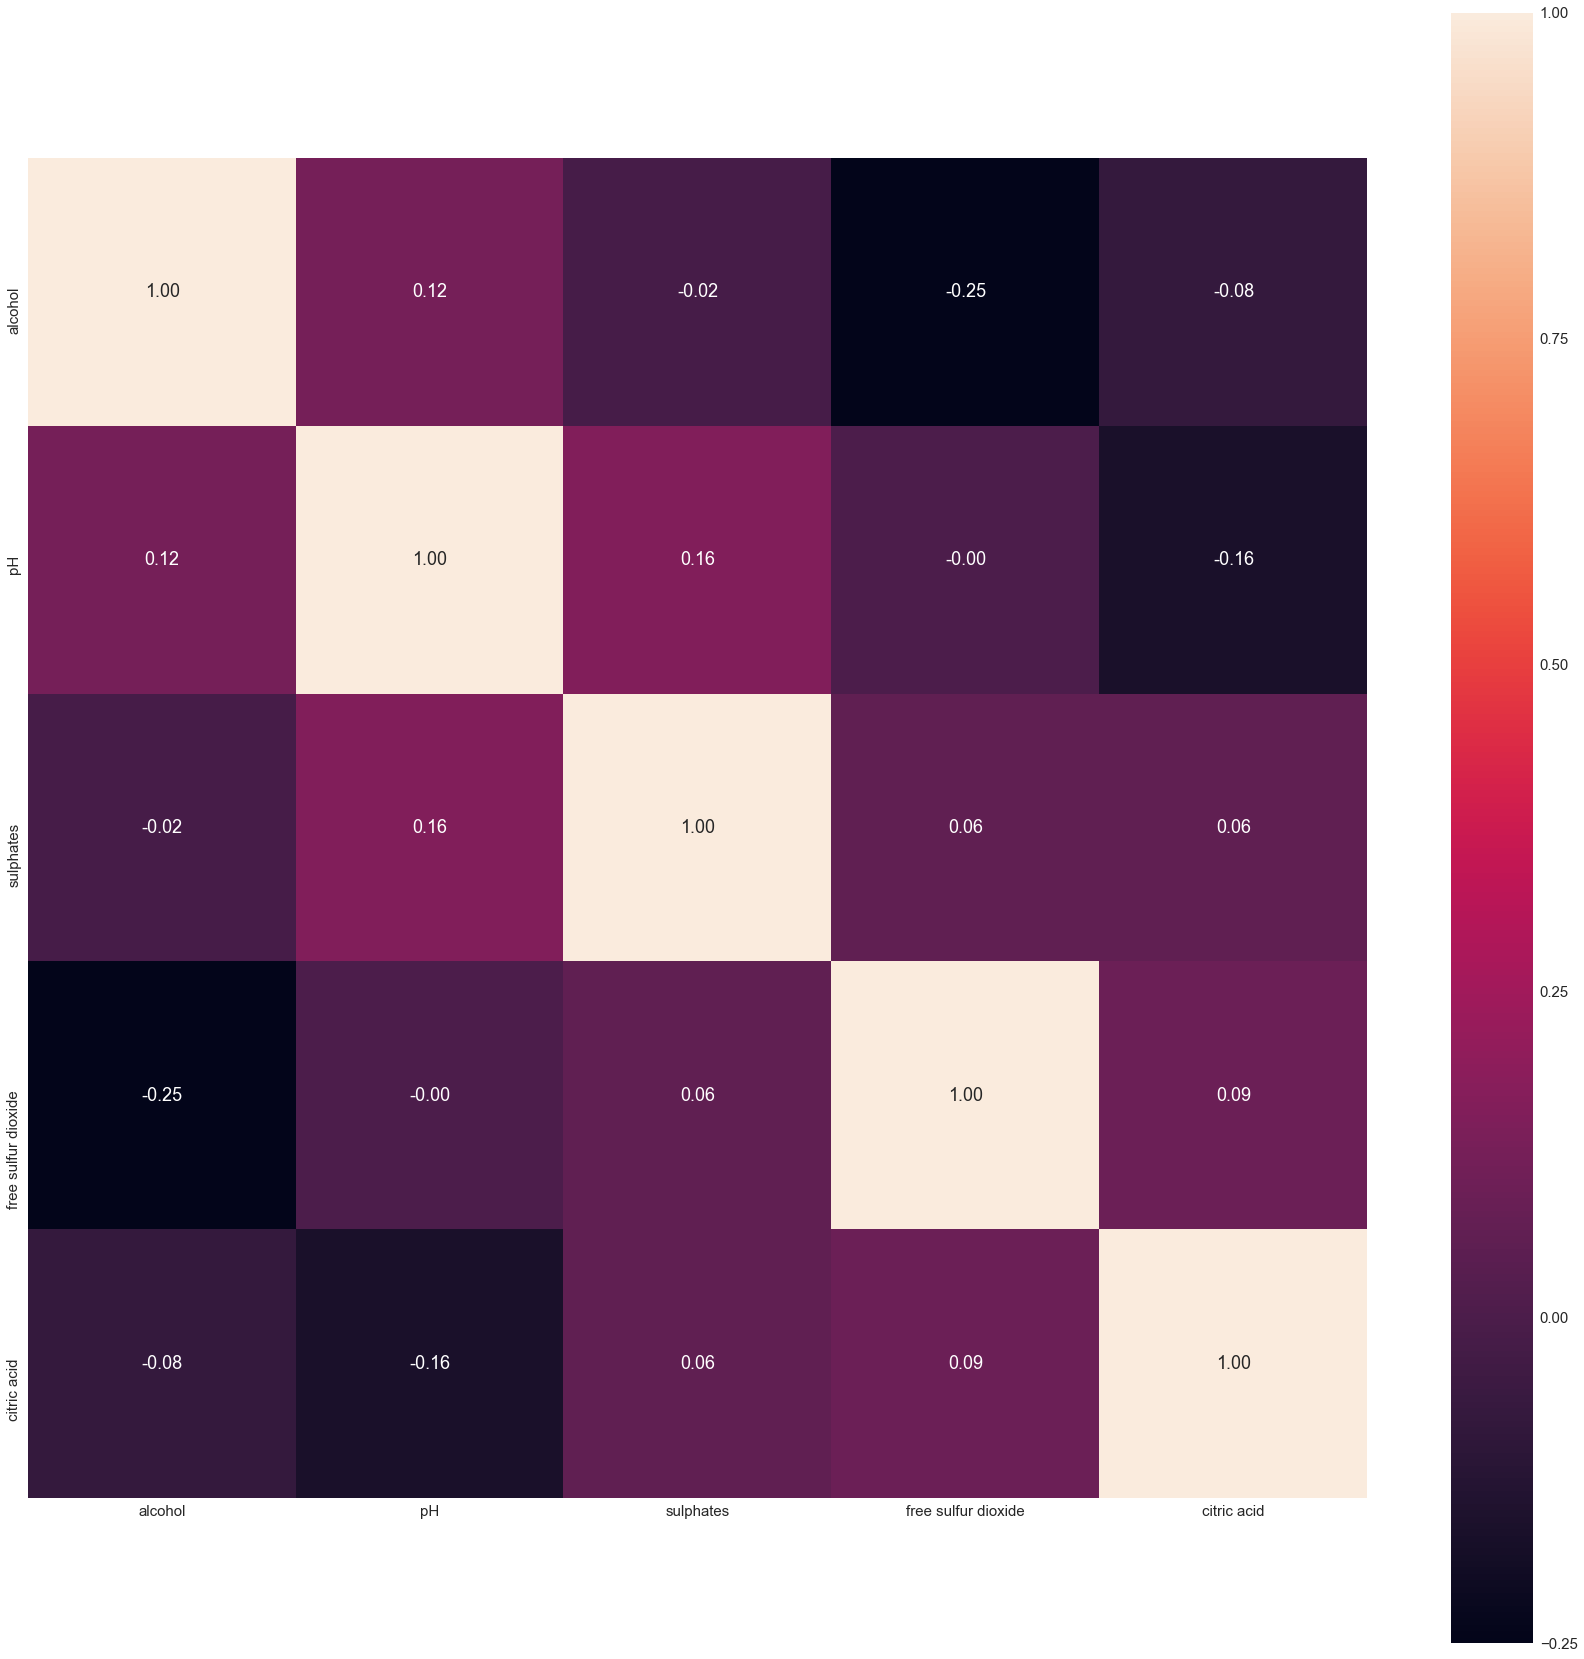 1.00
alcohol
1.00 0.12 -0.02 -0.25 -0.08
0.75
pH
0.12 1.00 0.16 -0.00 -0.16
0.50
sulphates
-0.02 0.16 1.00 0.06 0.06
0.25
free sulfur dioxide
-0.25 -0.00 0.06 1.00 0.09
0.00
citric acid
-0.08 -0.16 0.06 0.09 1.00
alcohol pH sulphates free sulfur dioxide citric acid
−0.25